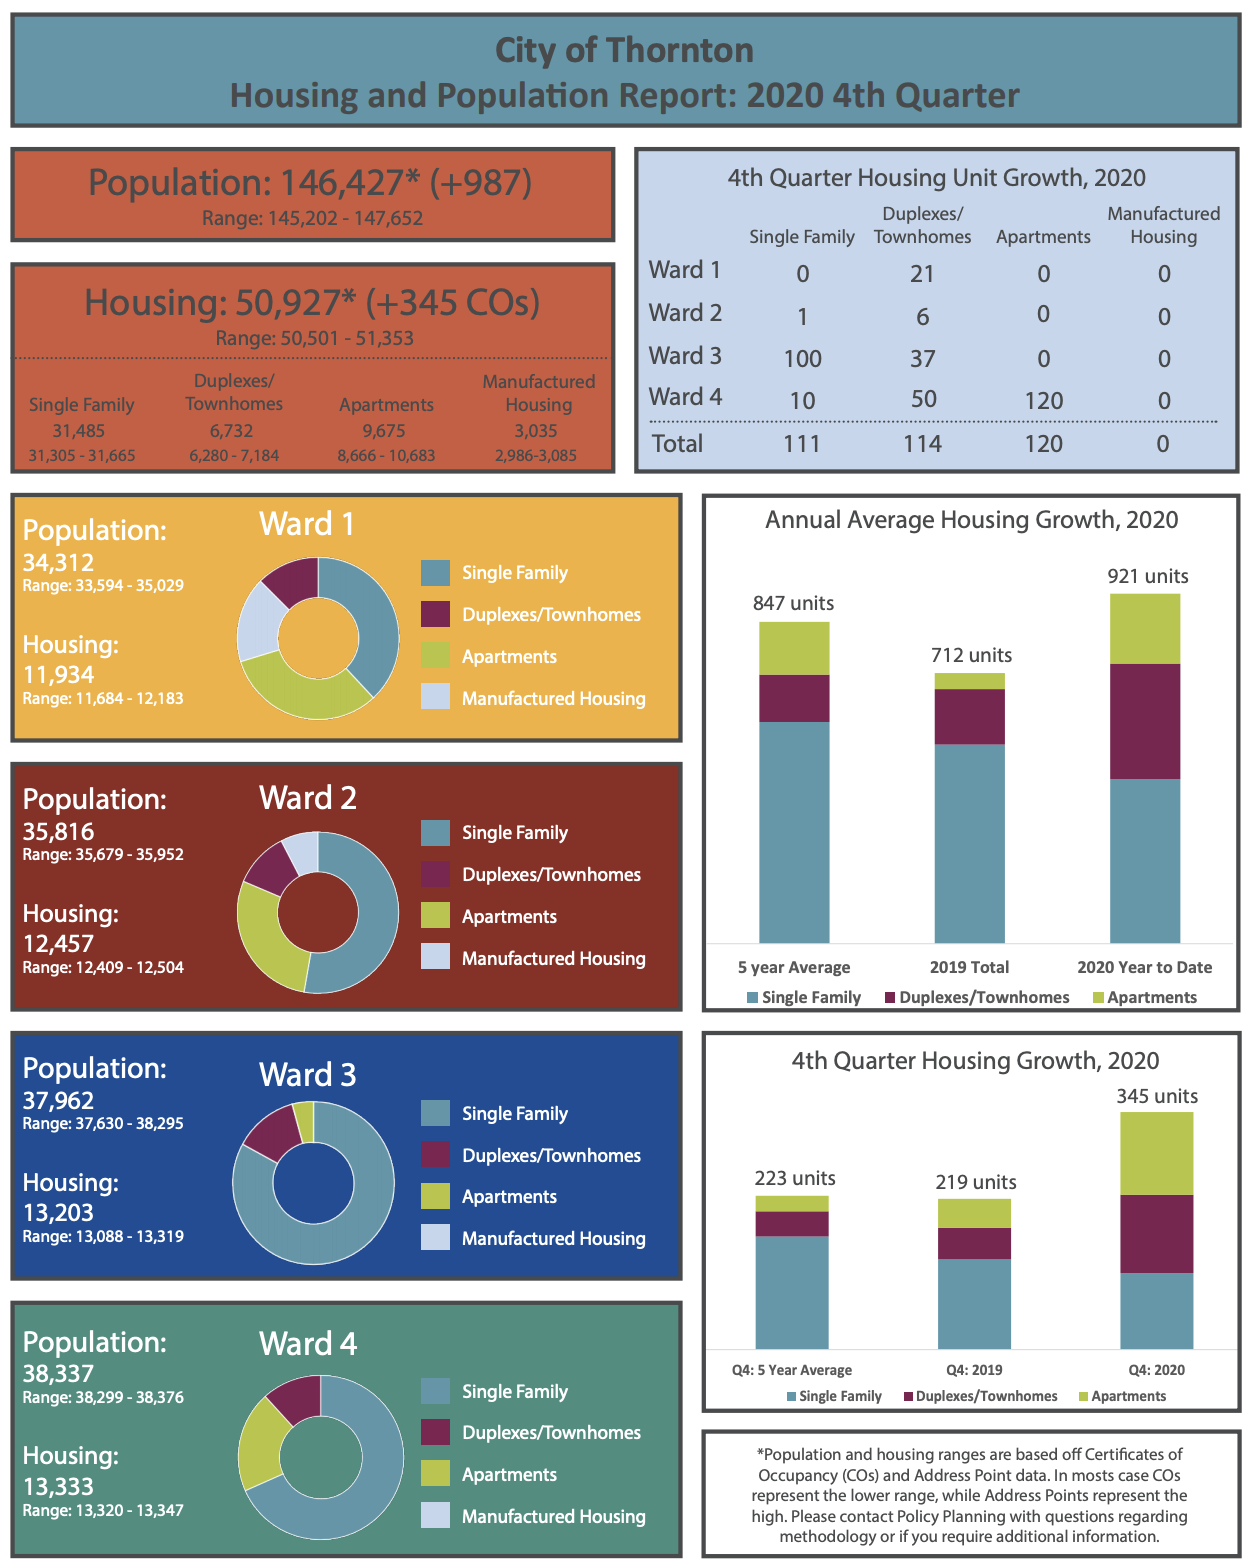 City of Thornton
Housing and Population Report: 2020 4th Quarter
Population: 146,427* (+987)
Range: 145,202 - 147,652
Housing: 50,927* (+345 COs)
Range: 50,501 - 51,353
Duplexes/ Manufactured
Single Family Townhomes Apartments Housing
31,485 6,732 9,675 3,035
31,305 - 31,665 6,280 - 7,184 8,666 - 10,683 2,986-3,085
4th Quarter Housing Unit Growth, 2020
Duplexes/ Manufactured
Single Family Townhomes Apartments Housing
Ward 1 0 21 0 0
Ward 2 1 6 0 0
Ward 3 100 37 0 0
Ward 4 10 50 120 0
Total 111 114 120 0
Ward 1
Population:
34,312
Range: 33,594 - 35,029
Housing:
11,934
Range: 11,684 - 12,183
Single Family
Duplexes/Townhomes
Apartments
Manufactured Housing
Ward 2
Population:
35,816
Range: 35,679 - 35,952
Housing:
12,457
Range: 12,409 - 12,504
Single Family
Duplexes/Townhomes
Apartments
Manufactured Housing
Ward 3
Population:
37,962
Range: 37,630 - 38,295
Housing:
13,203
Range: 13,088 - 13,319
Single Family
Duplexes/Townhomes
Apartments
Manufactured Housing
Ward 4
Population:
38,337
Range: 38,299 - 38,376
Housing:
13,333
Range: 13,320 - 13,347
Single Family
Duplexes/Townhomes
Apartments
Manufactured Housing
Annual Average Housing Growth, 2020
847 units 712 units 921 units
5 year Average 2019 Total 2020 Year to Date
Single Family Duplexes/Townhomes Apartments
4th Quarter Housing Growth, 2020
223 units 219 units 345 units
Q4: 5 Year Average Q4: 2019 Q4: 2020
Single Family Duplexes/Townhomes Apartments
*Population and housing ranges are based off Certificates of
Occupancy (COs) and Address Point data. In mosts case COs
represent the lower range, while Address Points represent the
high. Please contact Policy Planning with questions regarding
methodology or if you require additional information.